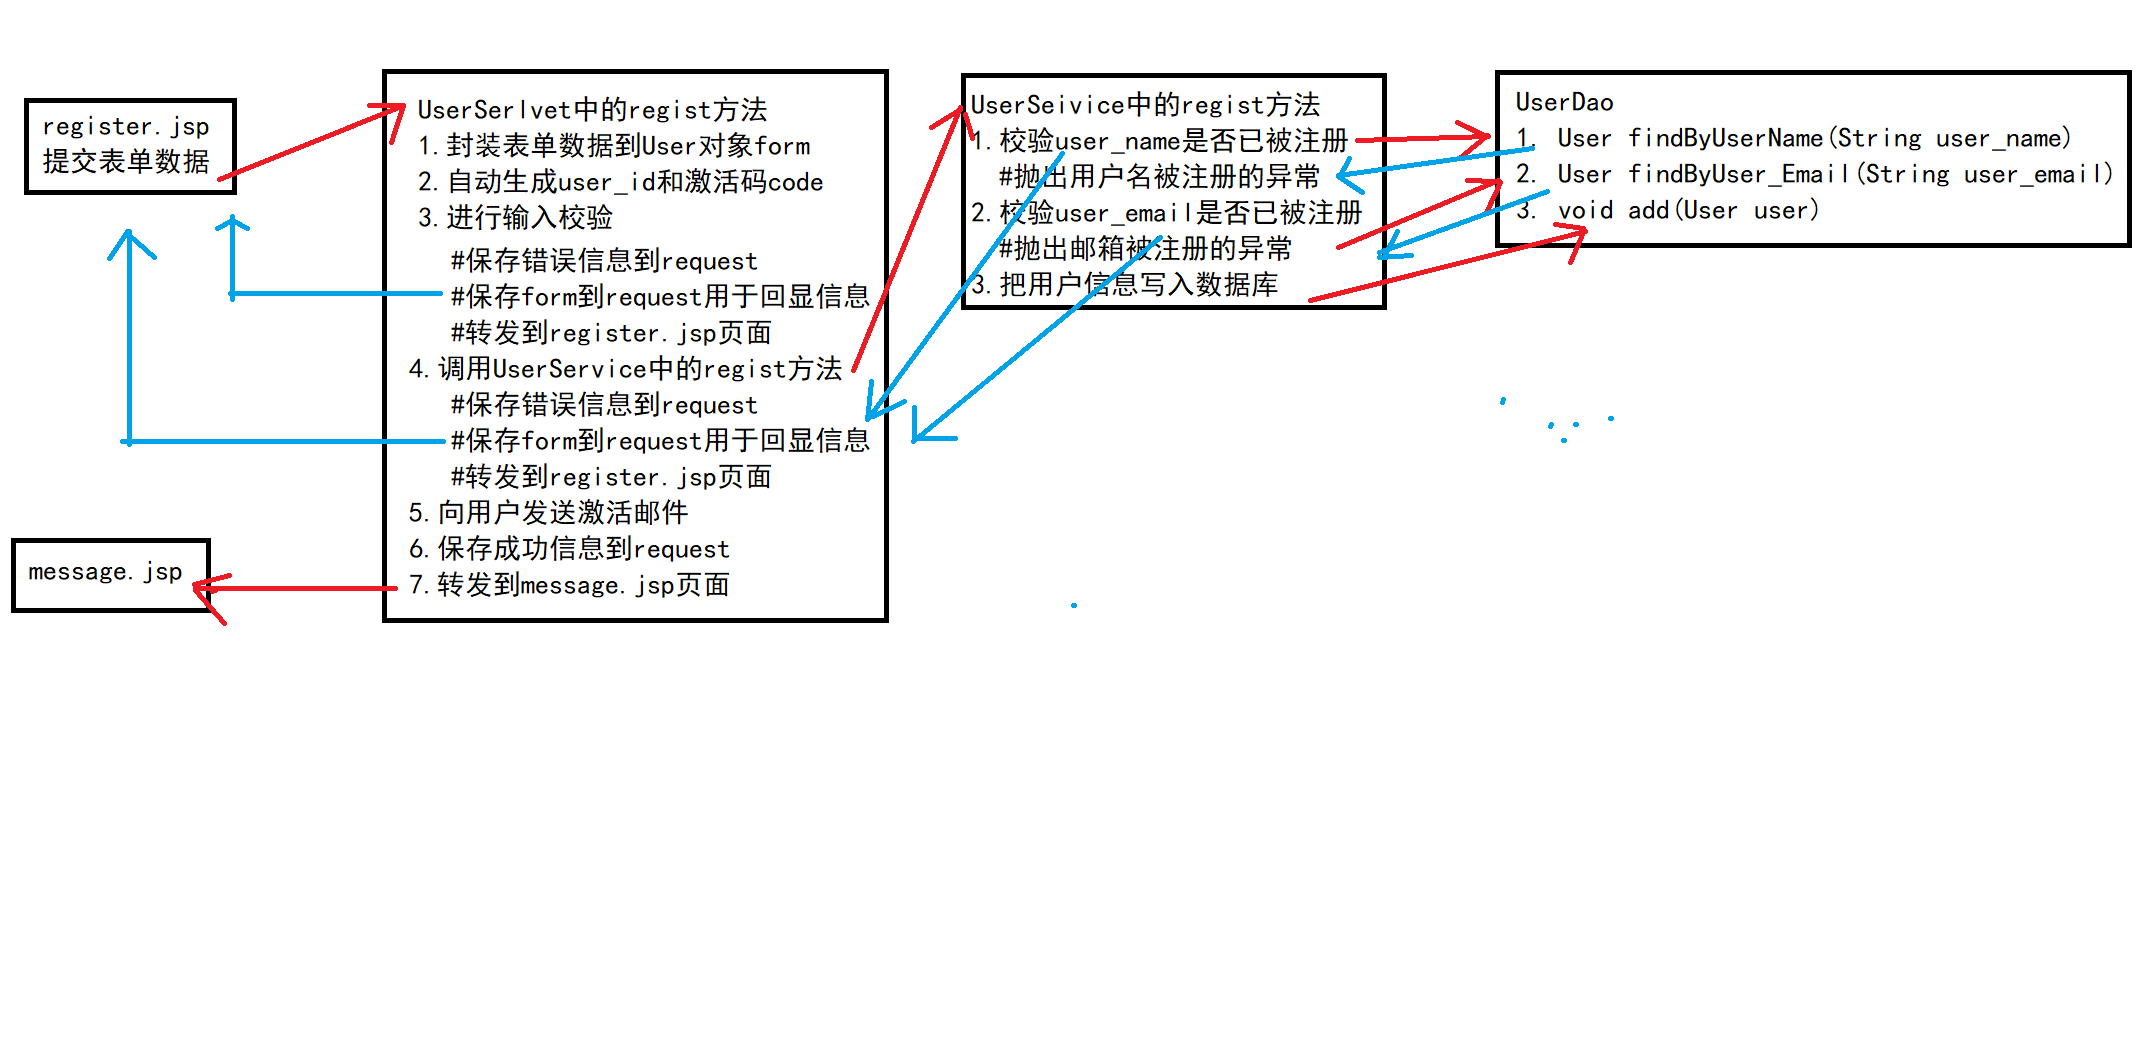 register.jsp
提交表单数据
UserSerlvet中的regist方法
1.封装表单数据到User对象form
2.自动生成user_id和激活码code
3.进行输入校验
#保存错误信息到request
#保存form到request用于回显信息
#转发到register.jsp页面
4.调用UserService中的regist方法
#保存错误信息到request
#保存form到request用于回显信息
#转发到register.jsp页面
5.向用户发送激活邮件
6.保存成功信息到request
7.转发到message.jsp页面
UserSeivice中的regist方法
1.校验user_name是否已被注册
#抛出用户名被注册的异常
2.校验user_email是否已被注册
#抛出邮箱被注册的异常
3.把用户信息写入数据库
UserDao
1. User findByUserName(String user_name)
2. User findByUser_Email(String user_email)
3. void add(User user)
message.jsp